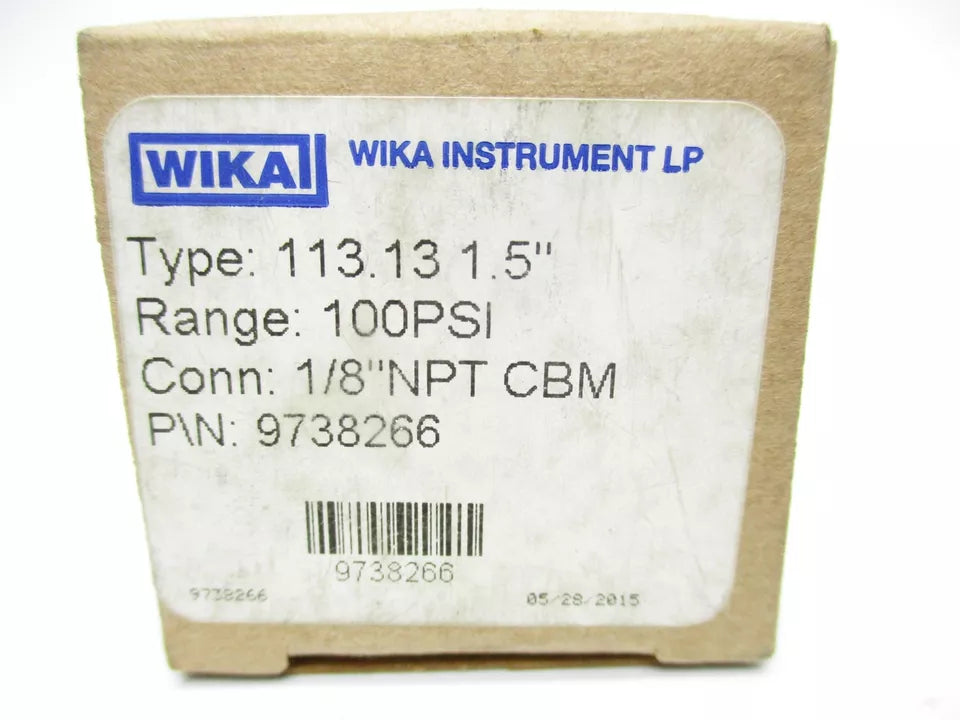 WIKA WIKA INSTRUMENT LP
Type: 113.13 1.5"
Range: 100PSI
Conn: 1/8"NPT CBM
P\N: 9738266
9738266
9738266 05/28/2015